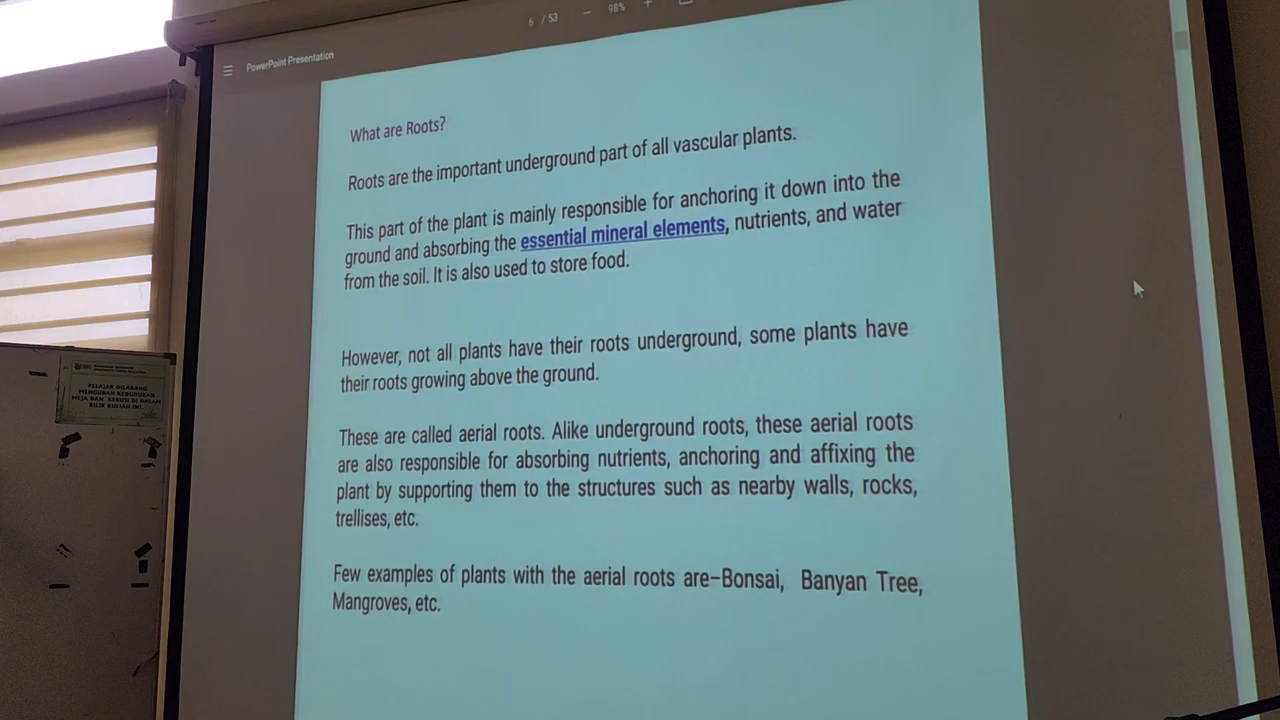 6 / 53 − 98% +
PowerPoint Presentation
What are Roots?
Roots are the important underground part of all vascular plants.
This part of the plant is mainly responsible for anchoring it down into the
ground and absorbing the essential mineral elements, nutrients, and water
from the soil. It is also used to store food.
However, not all plants have their roots underground, some plants have
their roots growing above the ground.
These are called aerial roots. Alike underground roots, these aerial roots
are also responsible for absorbing nutrients, anchoring and affixing the
plant by supporting them to the structures such as nearby walls, rocks,
trellises, etc.
Few examples of plants with the aerial roots are–Bonsai, Banyan Tree,
Mangroves, etc.
PELAJAR DILARANG
MENGUBAH KEDUDUKAN
MEJA DAN KERUSI DI DALAM
BILIK KULIAH INI.